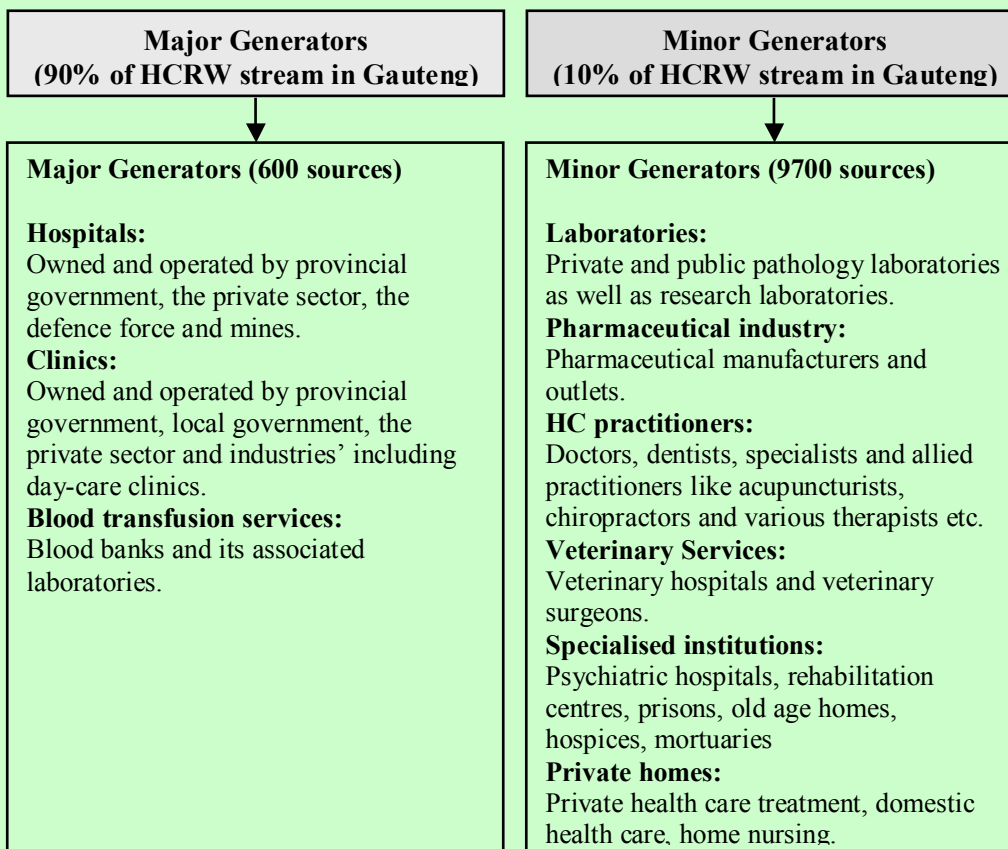 Major Generators
(90% of HCRW stream in Gauteng)
Major Generators (600 sources)
Hospitals:
Owned and operated by provincial
government, the private sector, the
defence force and mines.
Clinics:
Owned and operated by provincial
government, local government, the
private sector and industries’ including
day-care clinics.
Blood transfusion services:
Blood banks and its associated
laboratories.
Minor Generators
(10% of HCRW stream in Gauteng)
Minor Generators (9700 sources)
Laboratories:
Private and public pathology laboratories
as well as research laboratories.
Pharmaceutical industry:
Pharmaceutical manufacturers and
outlets.
HC practitioners:
Doctors, dentists, specialists and allied
practitioners like acupuncturists,
chiropractors and various therapists etc.
Veterinary Services:
Veterinary hospitals and veterinary
surgeons.
Specialised institutions:
Psychiatric hospitals, rehabilitation
centres, prisons, old age homes,
hospices, mortuaries
Private homes:
Private health care treatment, domestic
health care, home nursing.